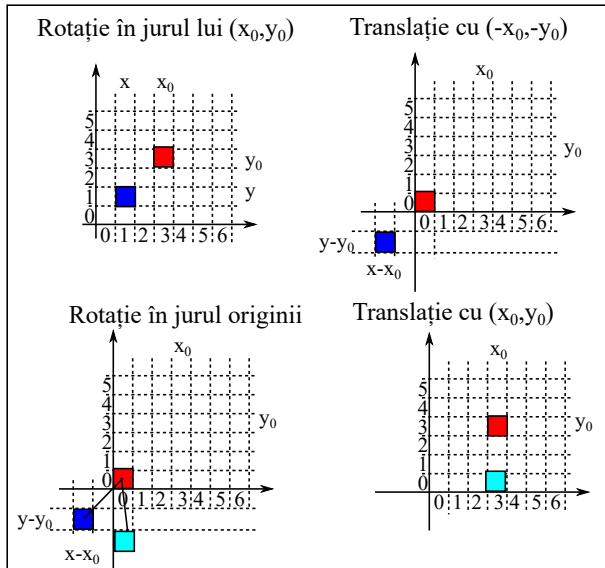 Rotație în jurul lui (x₀,y₀)
x x₀
5
4
3
2
1
0
y₀
y
0 1 2 3 4 5 6
Translație cu (-x₀,-y₀)
x₀
5
4
3
2
1
0
y₀
0 1 2 3 4 5 6
y-y₀
x-x₀
Rotație în jurul originii
x₀
5
4
3
2
1
0
y₀
0 1 2 3 4 5 6
y-y₀
x-x₀
Translație cu (x₀,y₀)
x₀
5
4
3
2
1
0
y₀
0 1 2 3 4 5 6